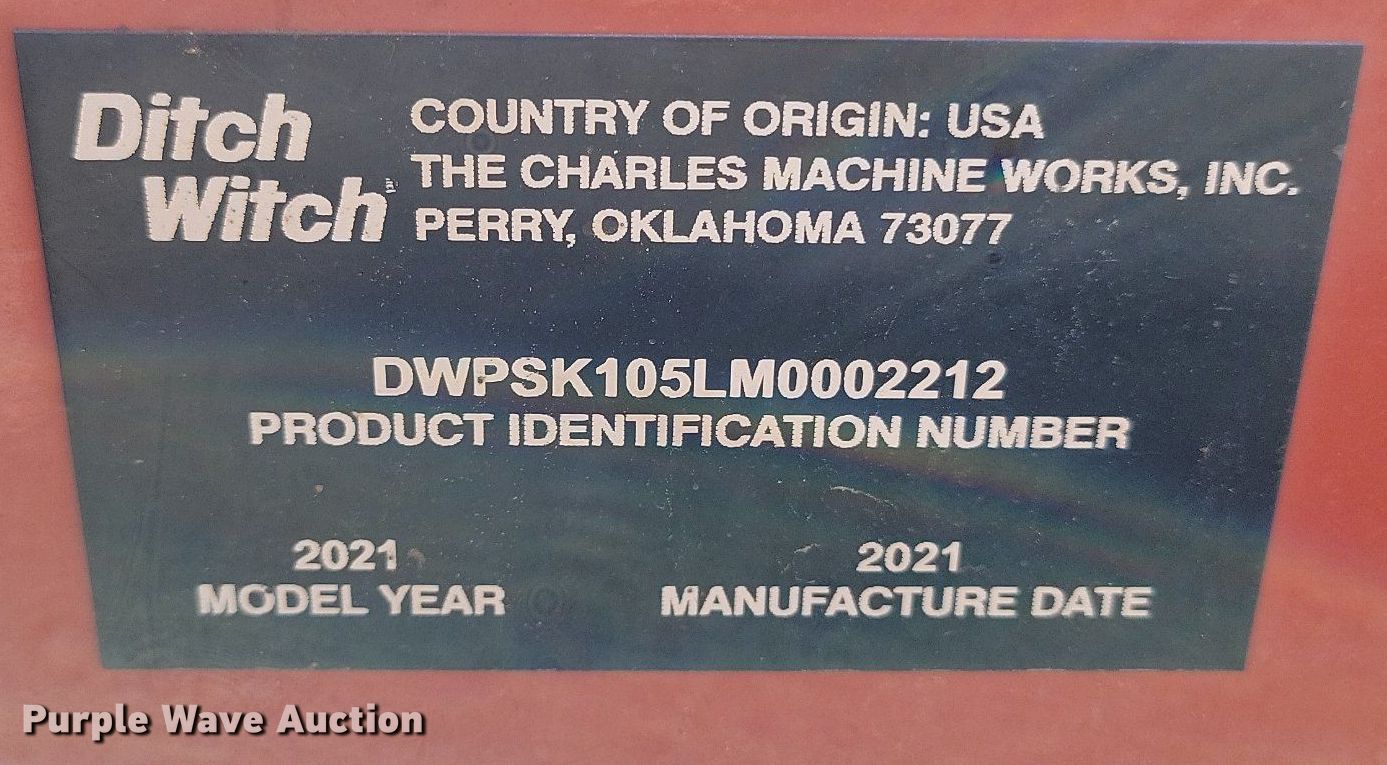 Ditch
Witch
COUNTRY OF ORIGIN: USA
THE CHARLES MACHINE WORKS, INC.
PERRY, OKLAHOMA 73077
DWPSK105LM0002212
PRODUCT IDENTIFICATION NUMBER
2021
MODEL YEAR
2021
MANUFACTURE DATE
Purple Wave Auction